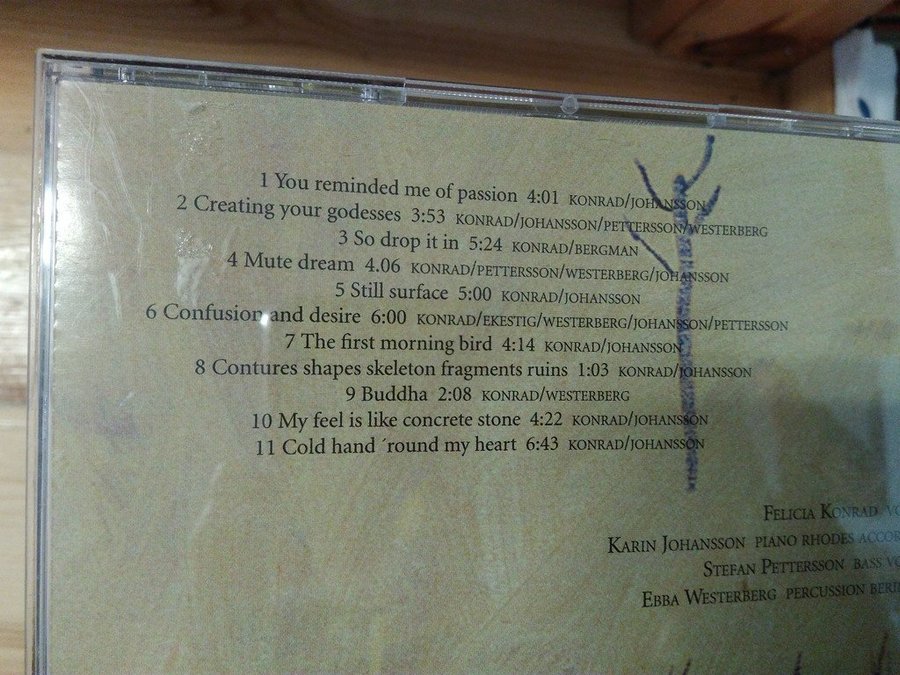 1 You reminded me of passion 4:01 KONRAD/JOHANSSON
2 Creating your godesses 3:53 KONRAD/JOHANSSON/PETTERSSON/WESTERBERG
3 So drop it in 5:24 KONRAD/BERGMAN
4 Mute dream 4.06 KONRAD/PETTERSSON/WESTERBERG/JOHANSSON
5 Still surface 5:00 KONRAD/JOHANSSON
6 Confusion and desire 6:00 KONRAD/EKESTIG/WESTERBERG/JOHANSSON/PETTERSSON
7 The first morning bird 4:14 KONRAD/JOHANSSON
8 Contures shapes skeleton fragments ruins 1:03 KONRAD/JOHANSSON
9 Buddha 2:08 KONRAD/WESTERBERG
10 My feel is like concrete stone 4:22 KONRAD/JOHANSSON
11 Cold hand ´round my heart 6:43 KONRAD/JOHANSSON
FELICIA KONRAD
KARIN JOHANSSON PIANO RHODES
STEFAN PETTERSSON BASS
EBBA WESTERBERG PERCUSSION